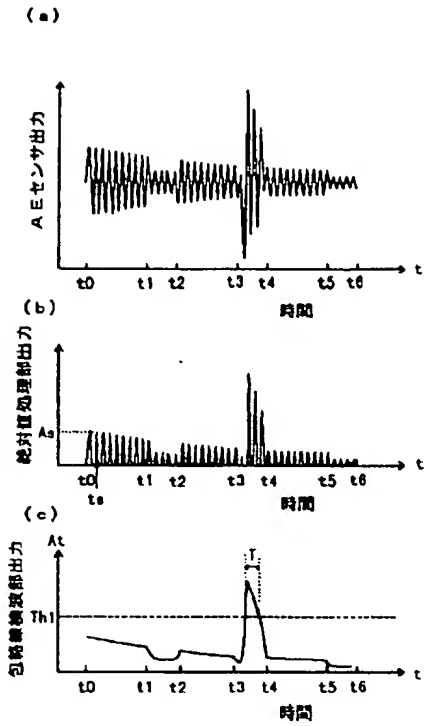 (a)
AEセンサ出力
t0 t1 t2 t3 t4 t5 t6 t
時間
(b)
絶対値処理部出力
As
t0 t1 t2 t3 t4 t5 t6 t
ts
時間
(c)
包絡線検波部出力
At
T
Th1
t0 t1 t2 t3 t4 t5 t6 t
時間